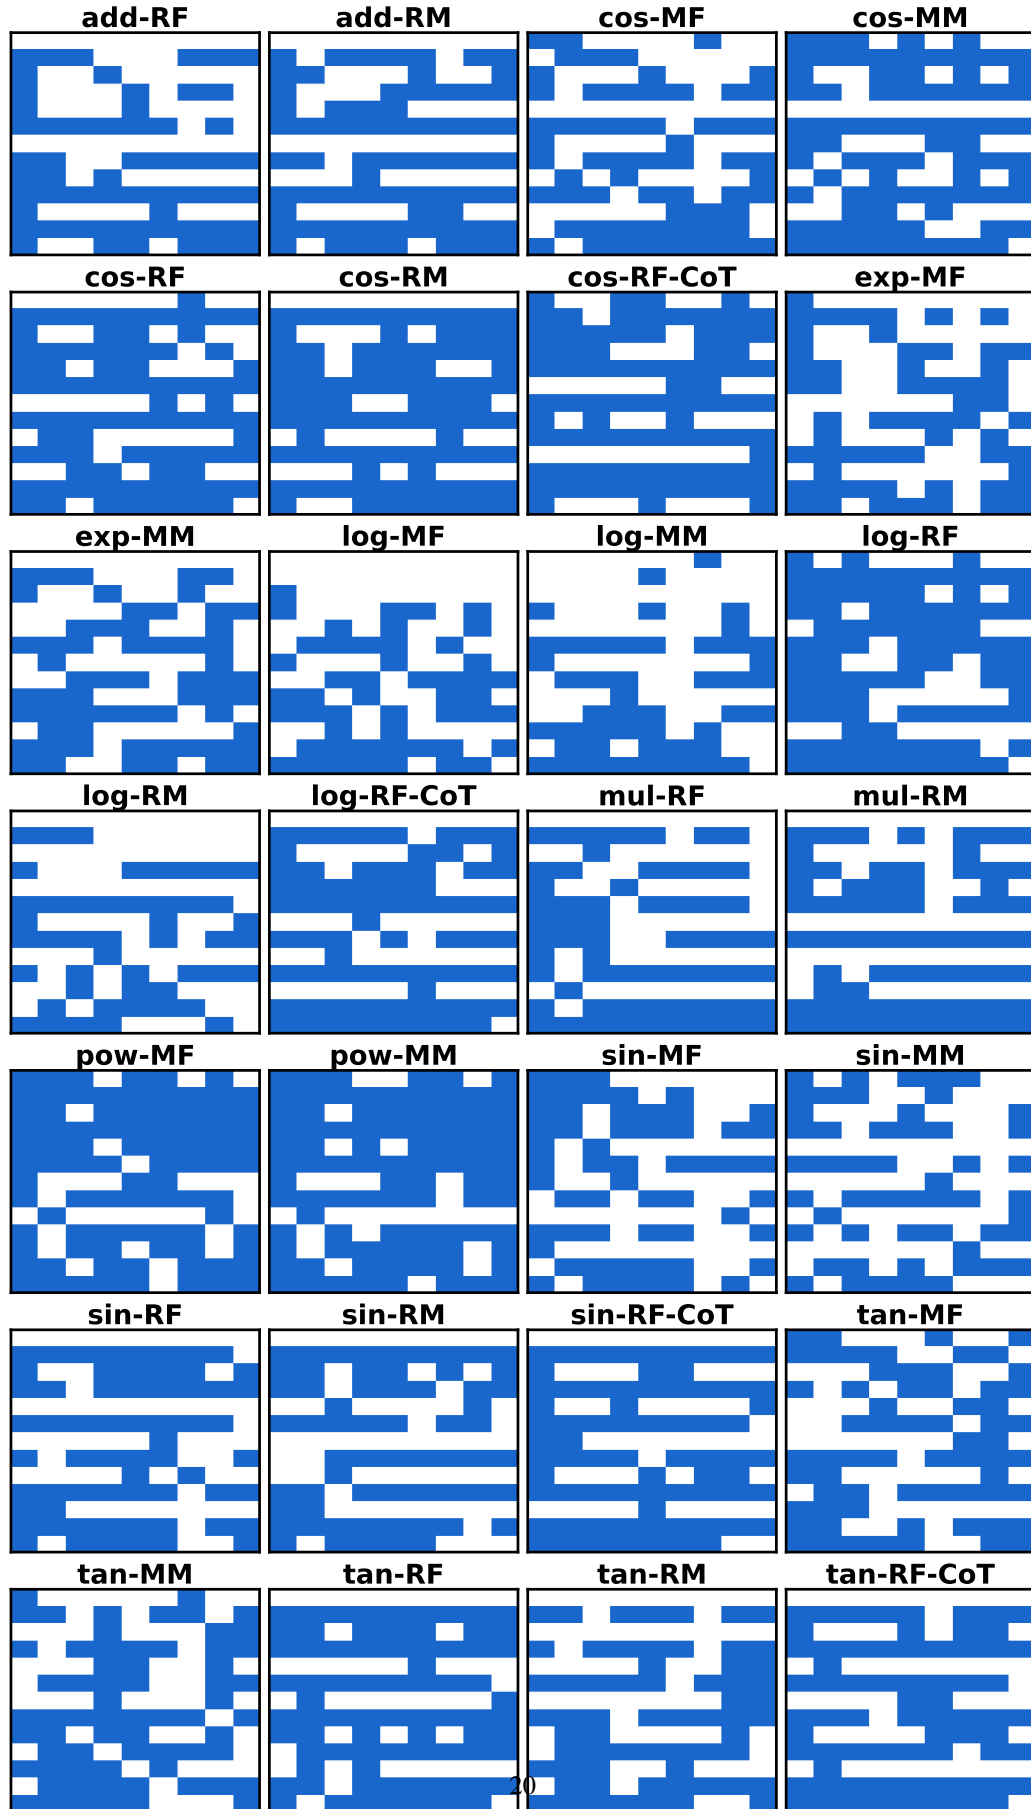 add-RF add-RM cos-MF cos-MM
cos-RF cos-RM cos-RF-CoT exp-MF
exp-MM log-MF log-MM log-RF
log-RM log-RF-CoT mul-RF mul-RM
pow-MF pow-MM sin-MF sin-MM
sin-RF sin-RM sin-RF-CoT tan-MF
tan-MM tan-RF tan-RM tan-RF-CoT
20